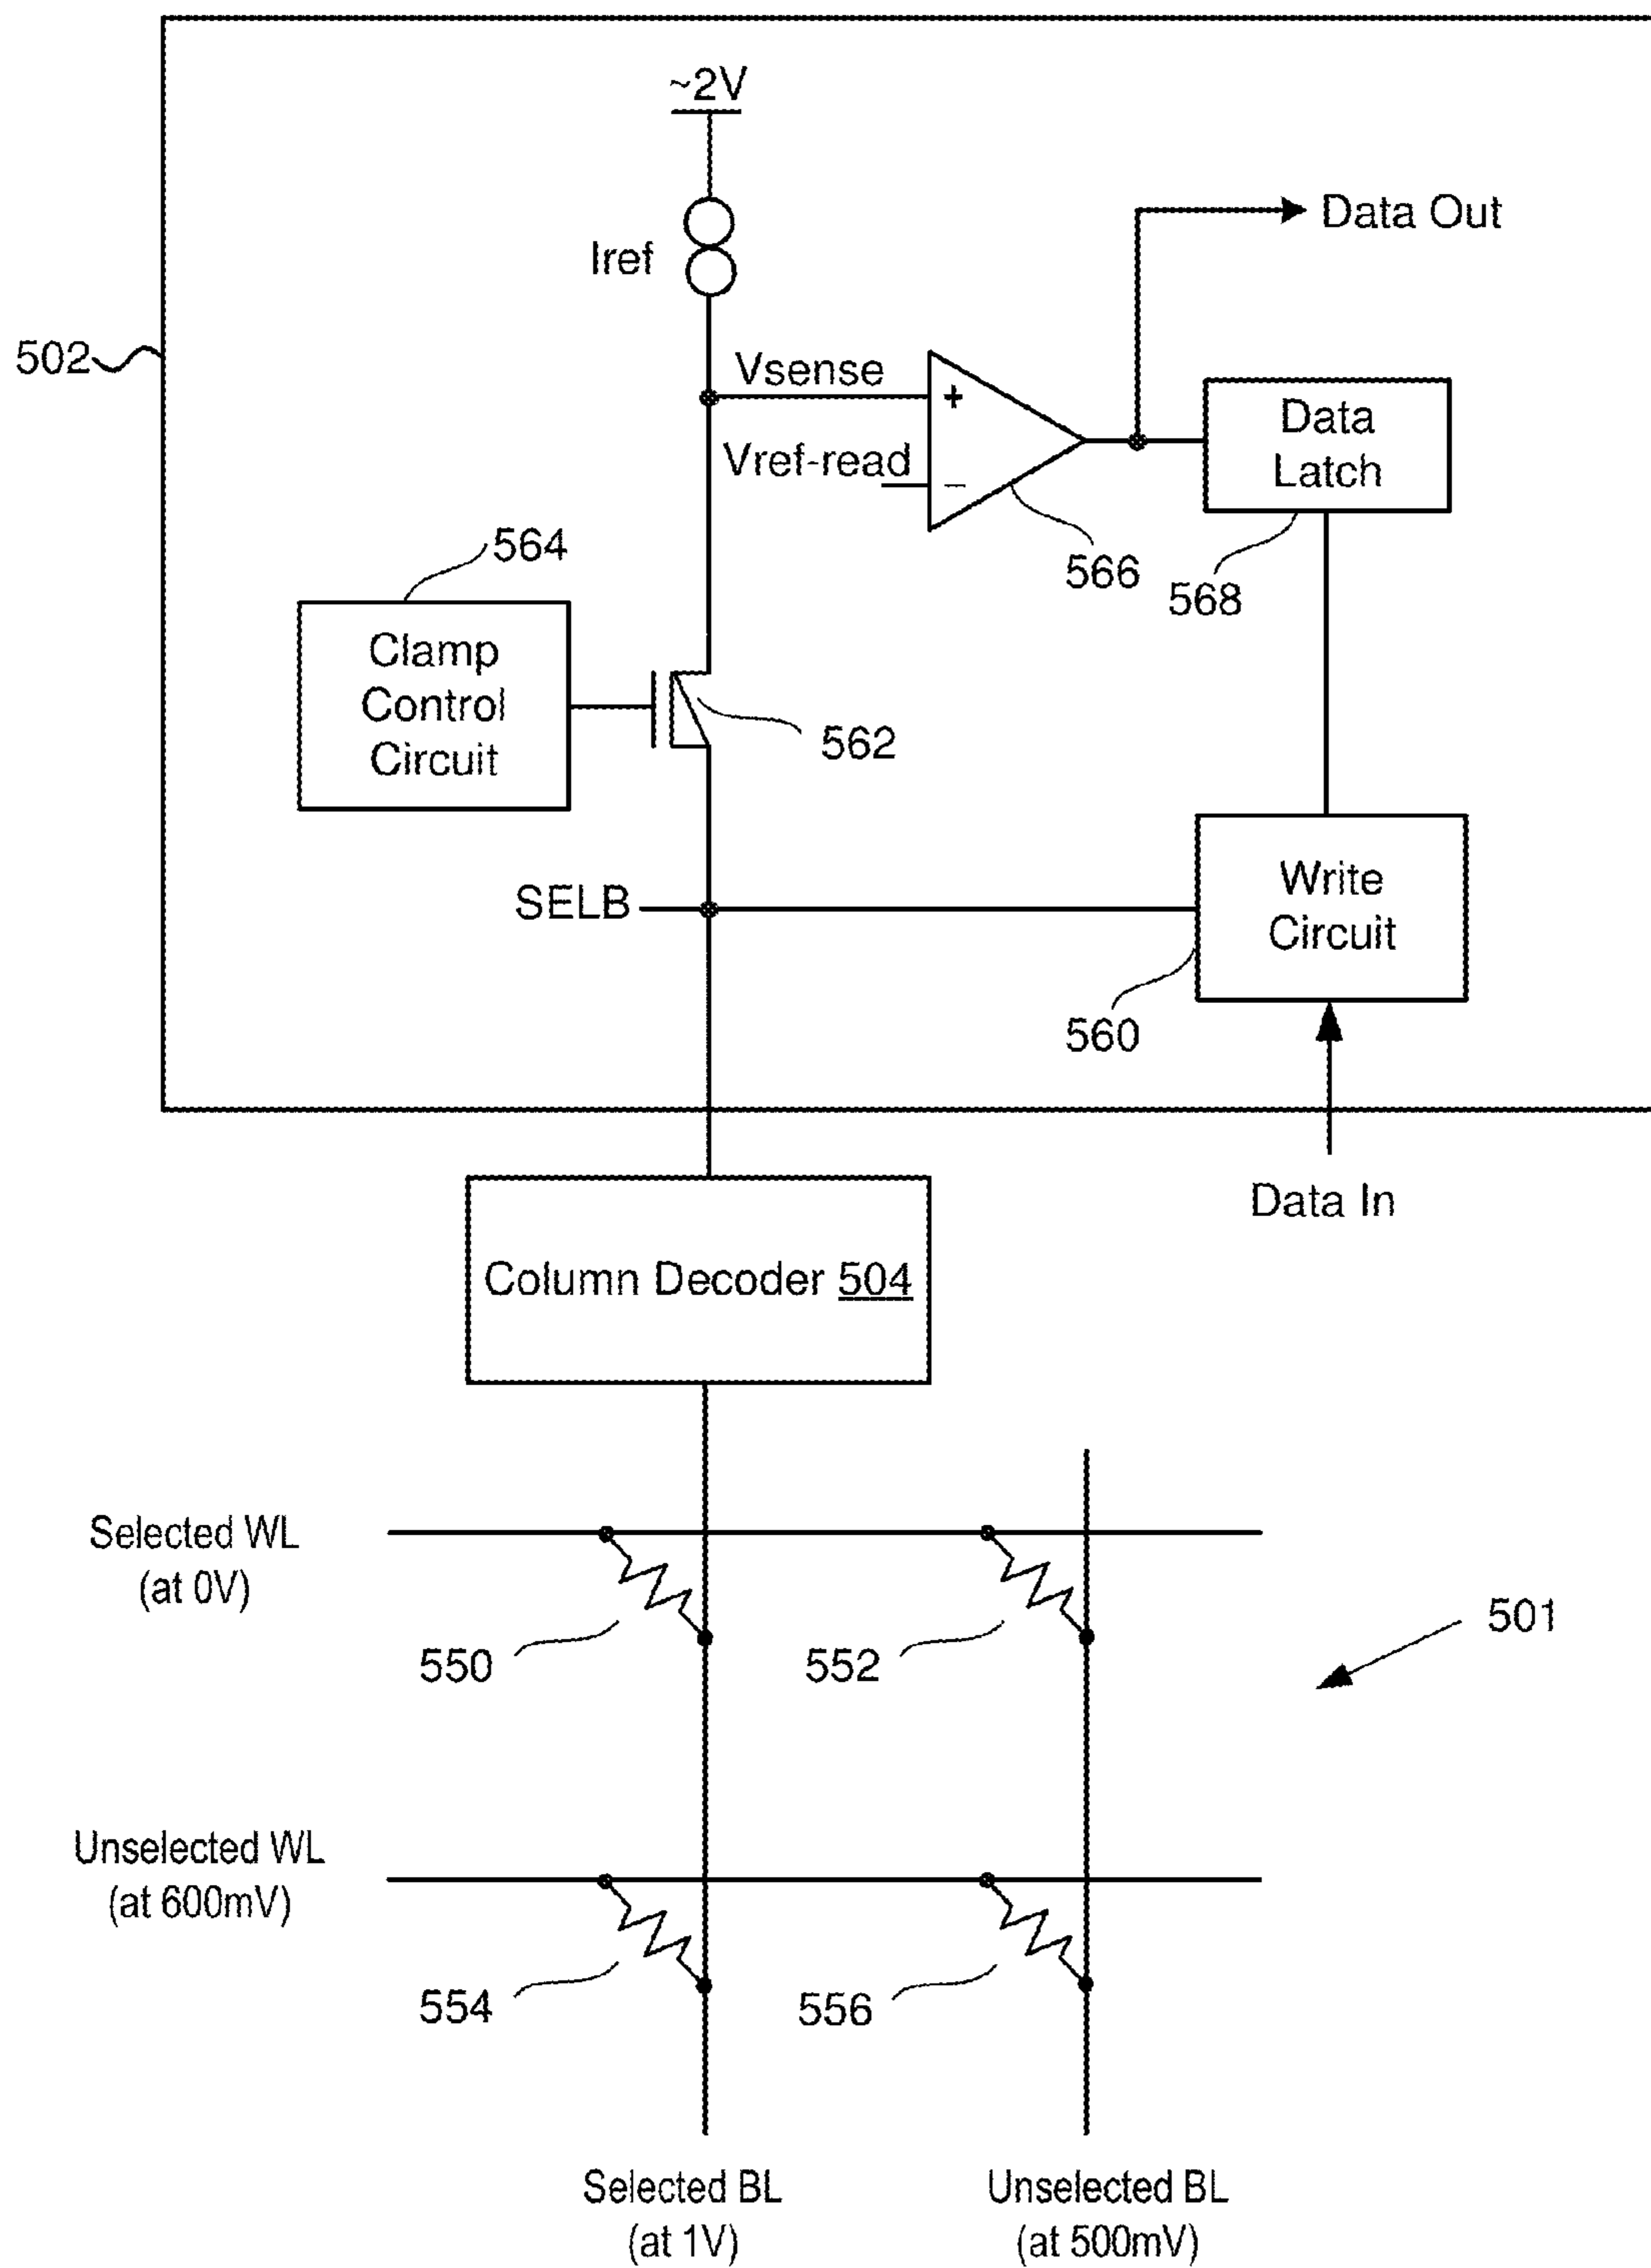 ~2V
Iref
Data Out
502
Vsense
+
Vref-read
−
Data
Latch
566
568
564
Clamp
Control
Circuit
562
SELB
Write
Circuit
560
Data In
Column Decoder 504
Selected WL
(at 0V)
550
552
501
Unselected WL
(at 600mV)
554
556
Selected BL
(at 1V)
Unselected BL
(at 500mV)